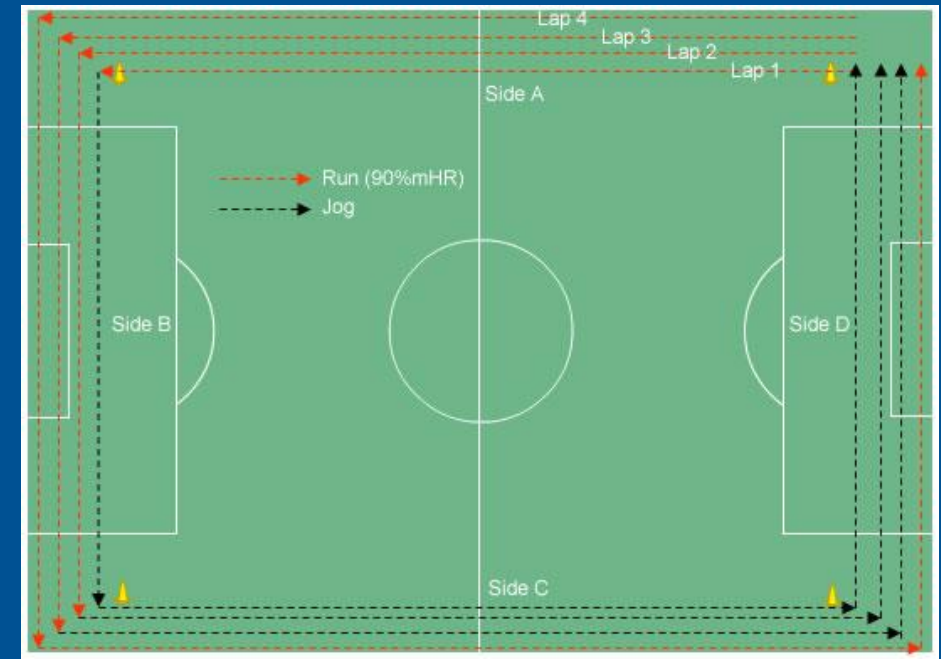 Lap 4
Lap 3
Lap 2
Lap 1
Side A
Run (90%mHR)
Jog
Side B
Side D
Side C